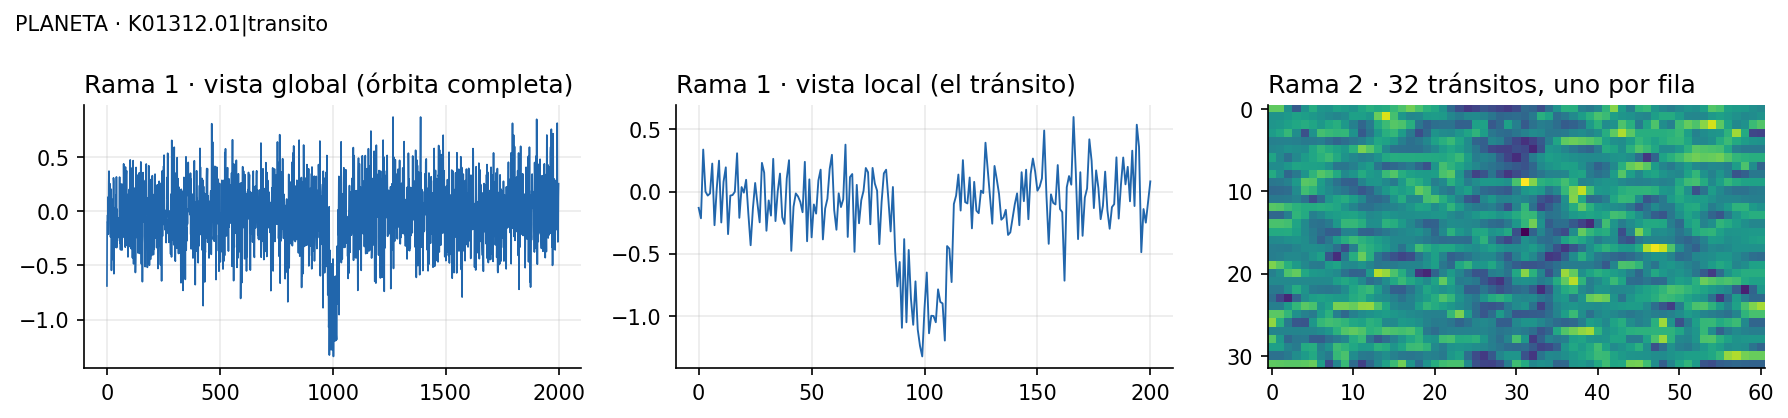 PLANETA · K01312.01|transito
Rama 1 · vista global (órbita completa)
0.5
0.0
−0.5
−1.0
0 500 1000 1500 2000
Rama 1 · vista local (el tránsito)
0.5
0.0
−0.5
−1.0
0 50 100 150 200
Rama 2 · 32 tránsitos, uno por fila
0
10
20
30
0 10 20 30 40 50 60